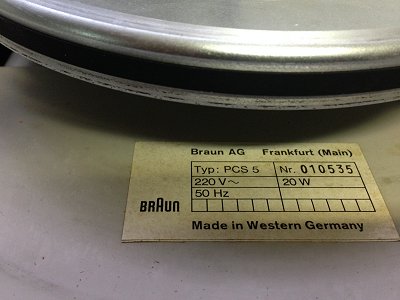 Braun AG Frankfurt (Main)
Typ: PCS 5 Nr. 010535
220 V~ 20 W
50 Hz
BRAUN
Made in Western Germany